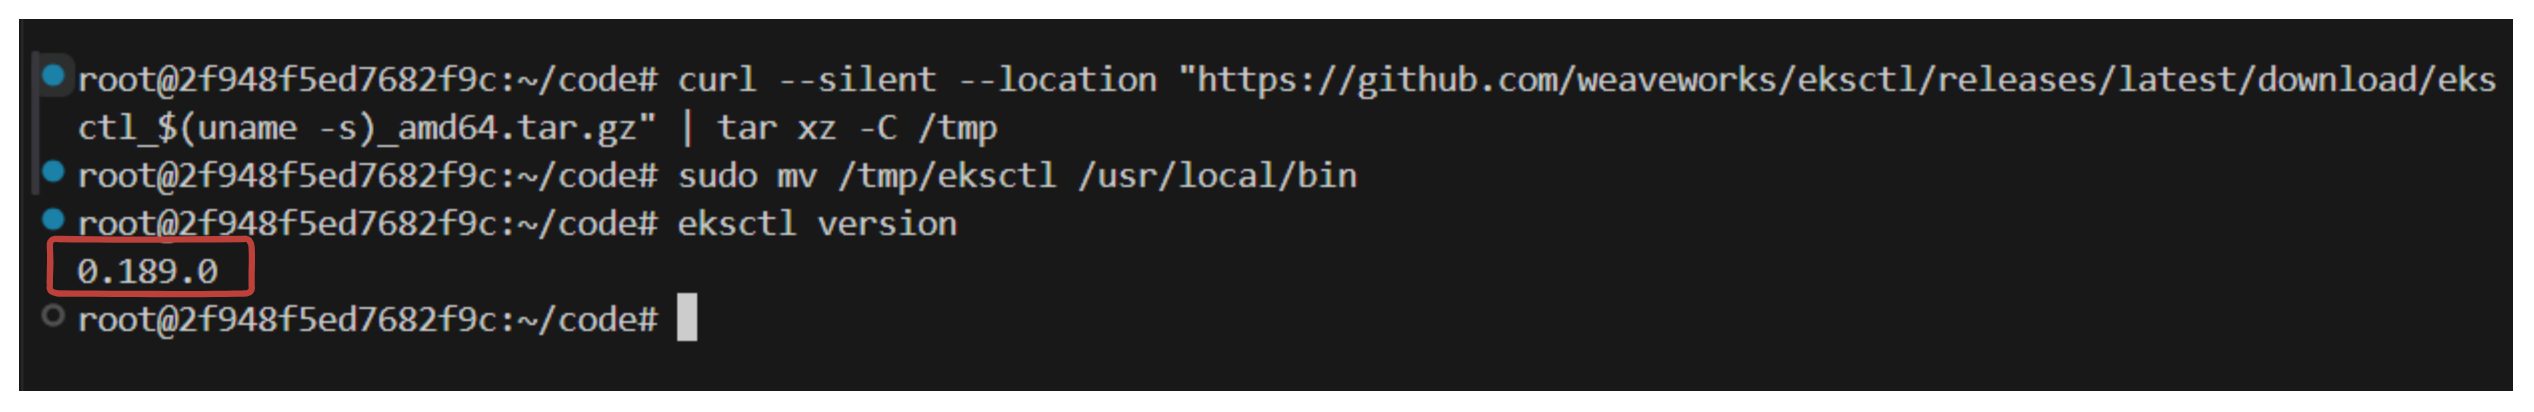 root@2f948f5ed7682f9c:~/code# curl --silent --location "https://github.com/weaveworks/eksctl/releases/latest/download/eks
ctl_$(uname -s)_amd64.tar.gz" | tar xz -C /tmp
root@2f948f5ed7682f9c:~/code# sudo mv /tmp/eksctl /usr/local/bin
root@2f948f5ed7682f9c:~/code# eksctl version
0.189.0
root@2f948f5ed7682f9c:~/code#